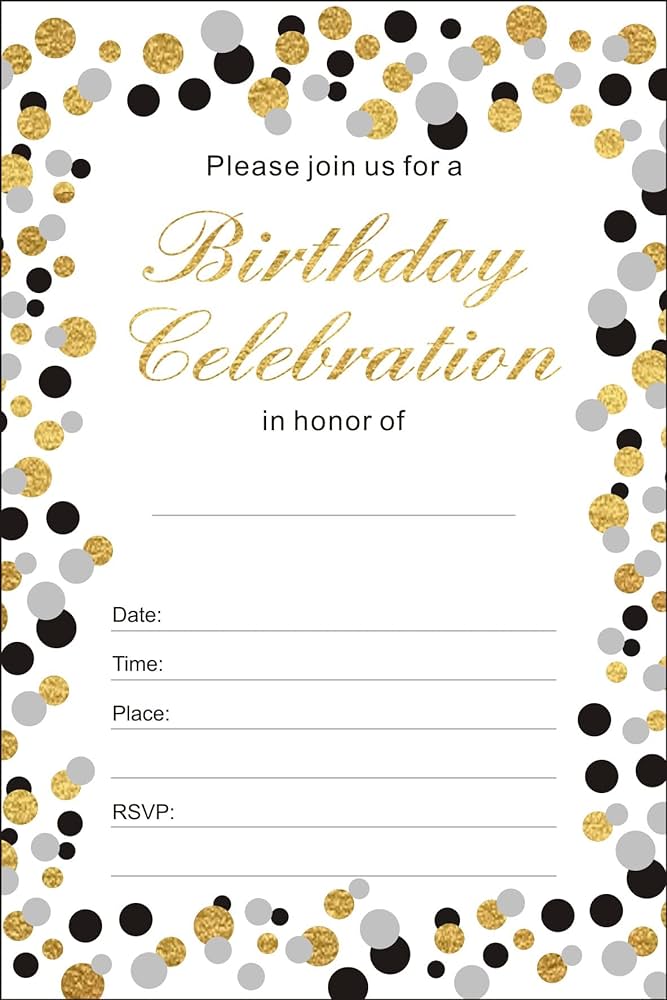 Please join us for a
Birthday
Celebration
in honor of
Date:
Time:
Place:
RSVP: